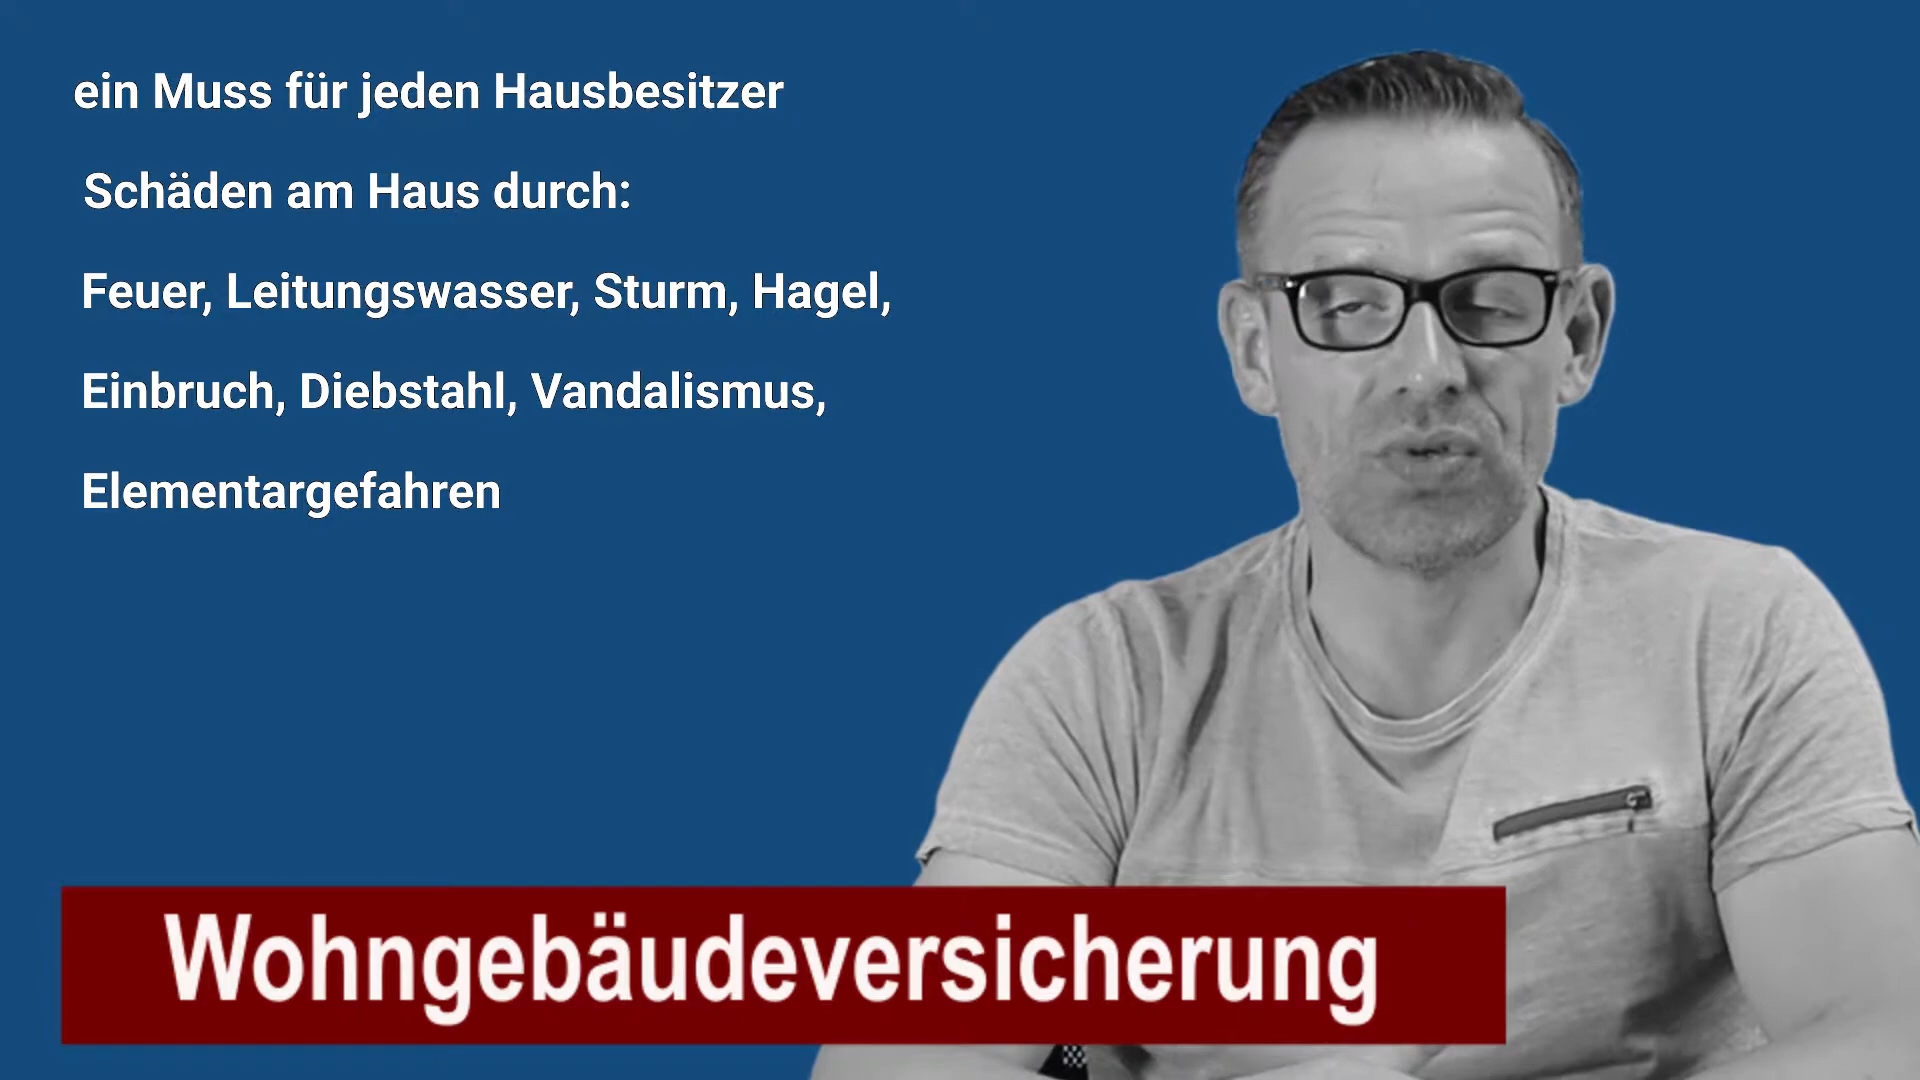 ein Muss für jeden Hausbesitzer
Schäden am Haus durch:
Feuer, Leitungswasser, Sturm, Hagel,
Einbruch, Diebstahl, Vandalismus,
Elementargefahren
Wohngebäudeversicherung